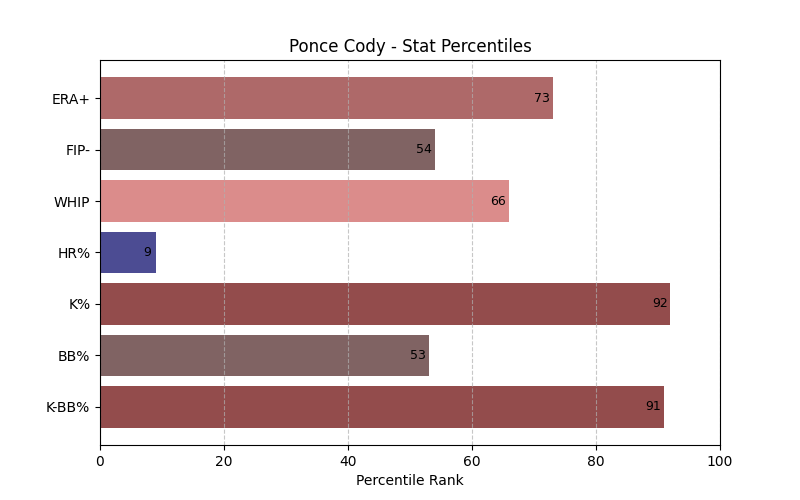 Ponce Cody - Stat Percentiles
ERA+ 73
FIP- 54
WHIP 66
HR% 9
K% 92
BB% 53
K-BB% 91
0 20 40 60 80 100
Percentile Rank